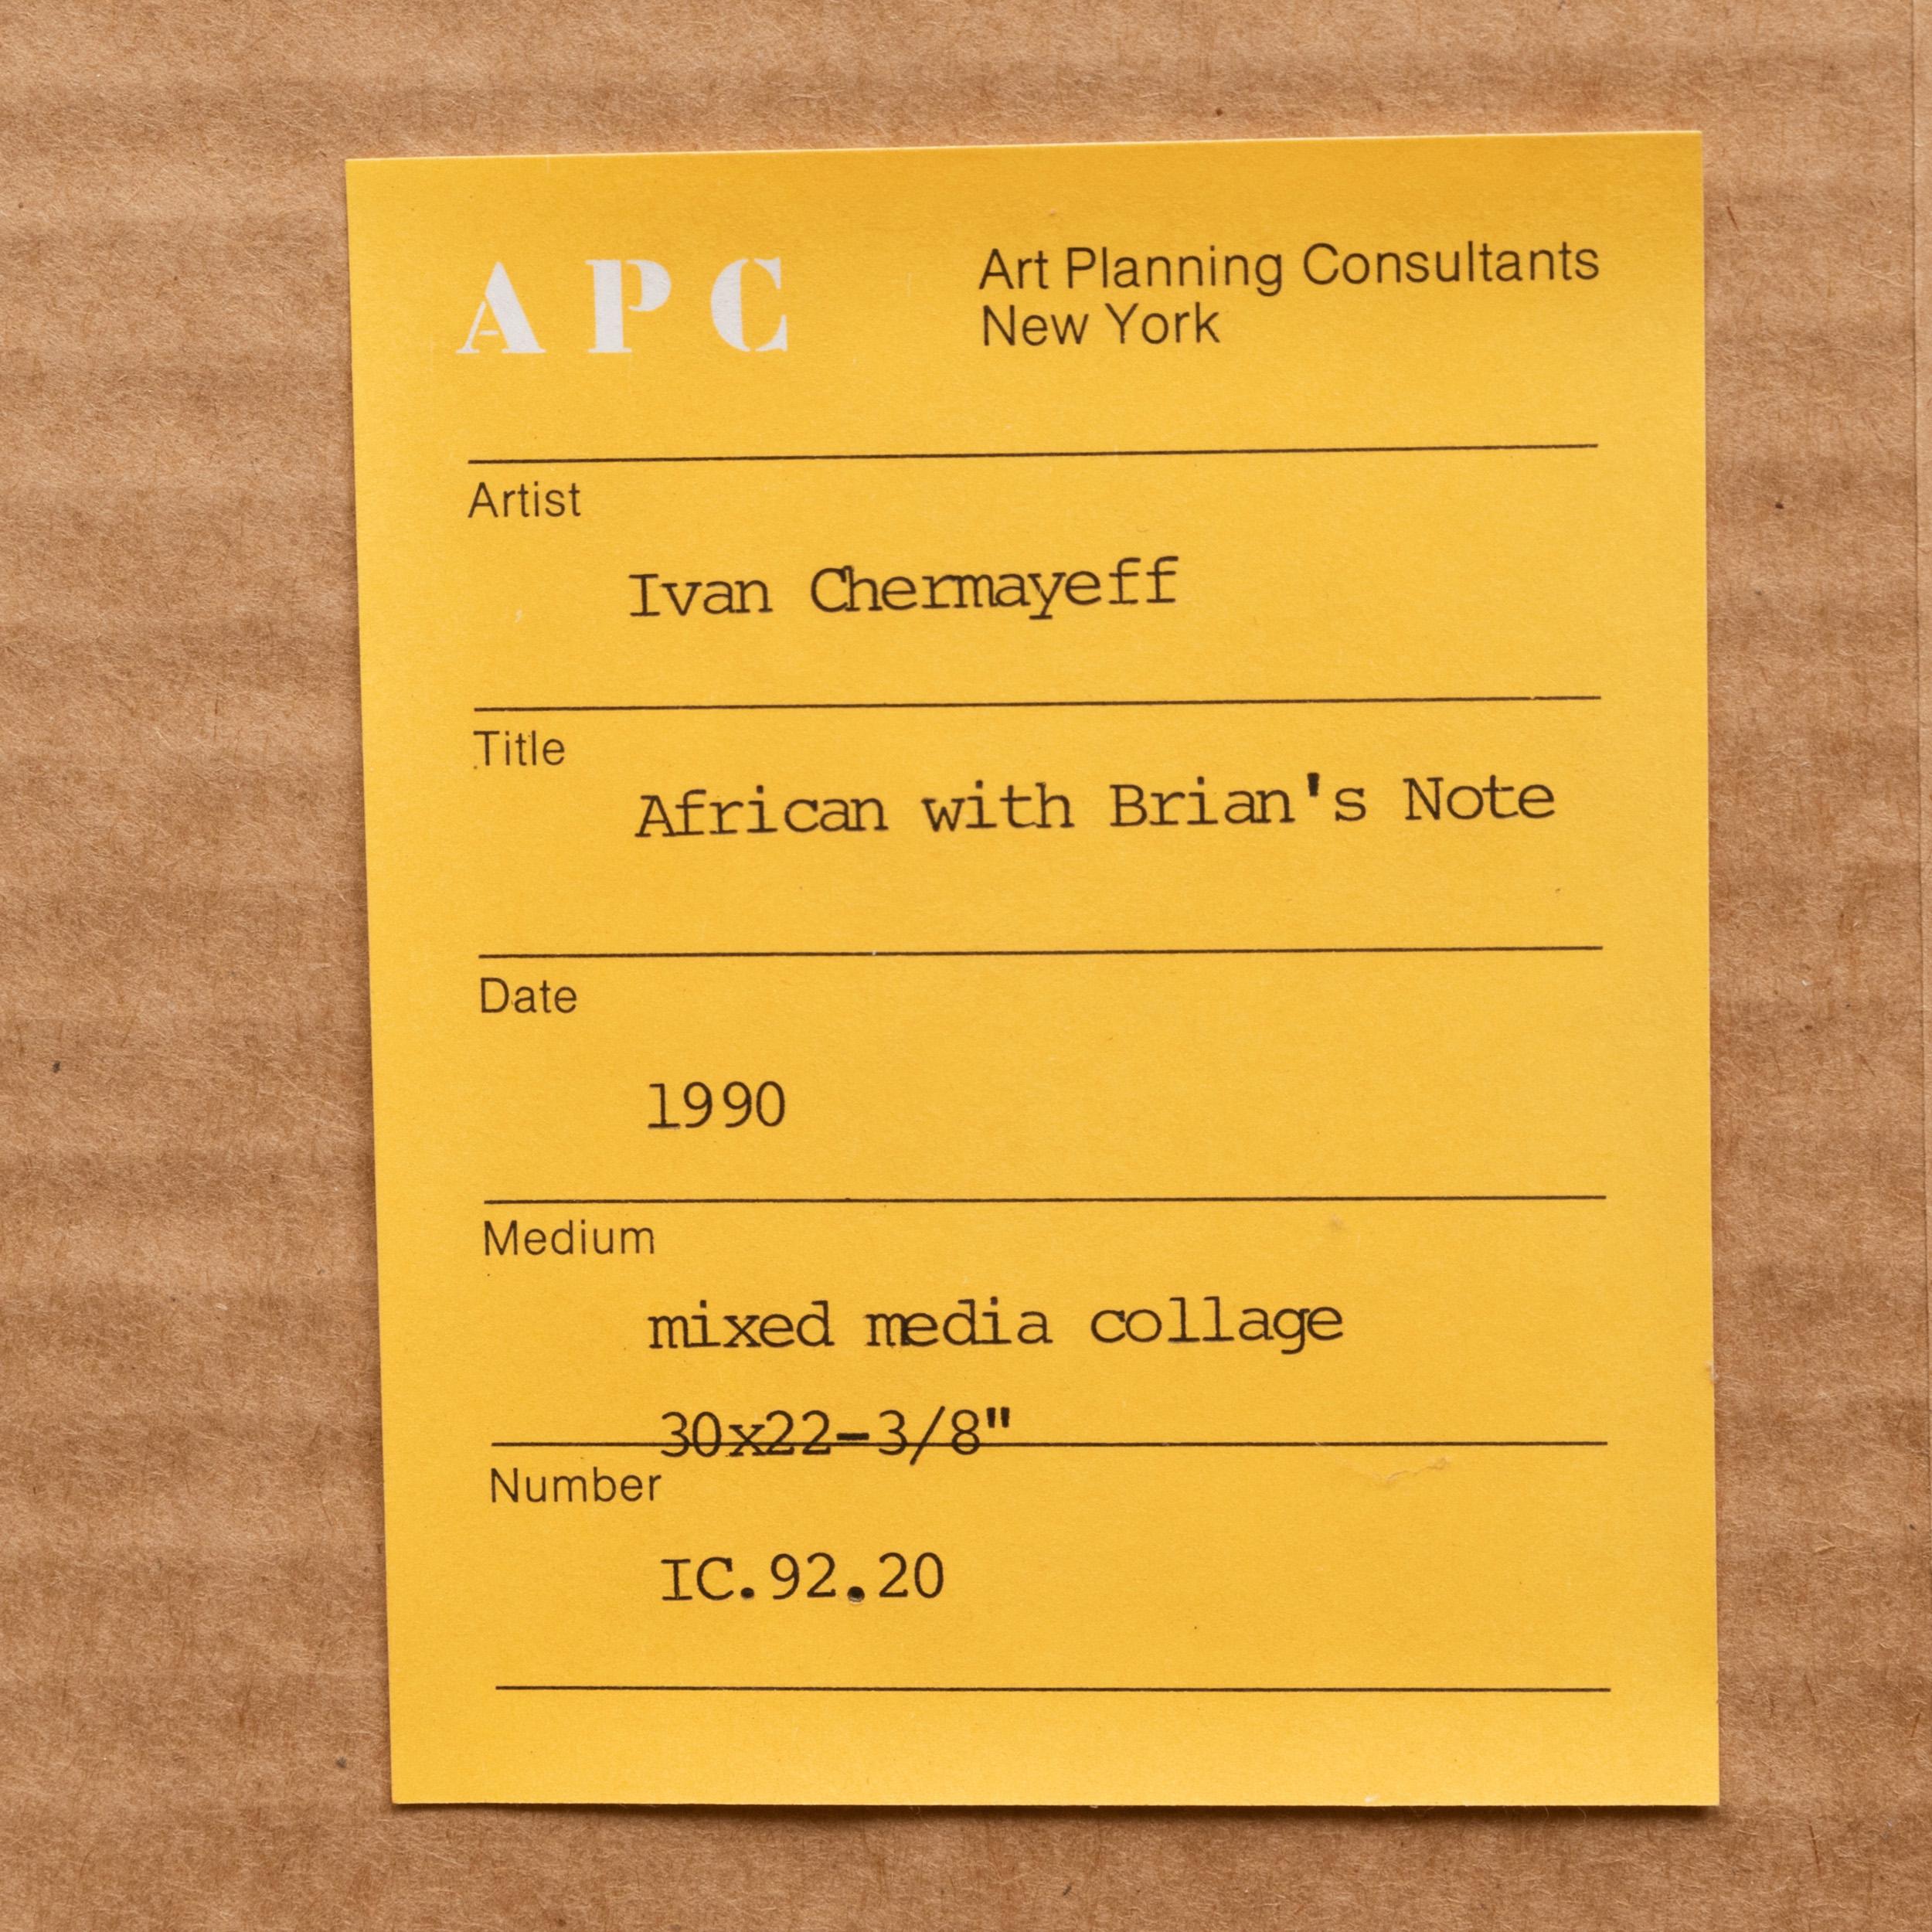 A P C
Art Planning Consultants
New York
Artist
Ivan Chermayeff
Title
African with Brian's Note
Date
1990
Medium
mixed media collage
30x22-3/8"
Number
IC.92.20